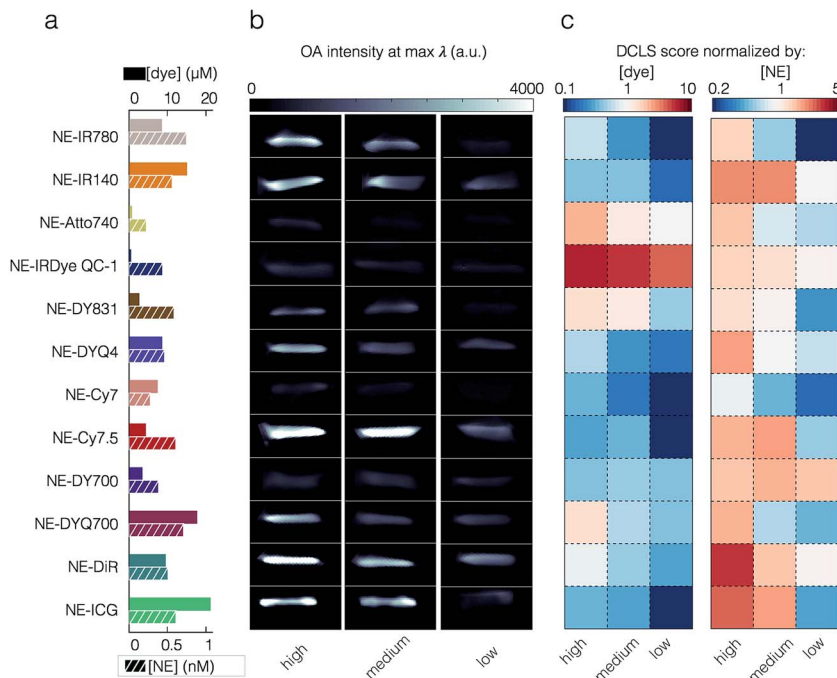 a
b
c
[dye] (μM)
0 10 20
OA intensity at max λ (a.u.)
0 4000
DCLS score normalized by:
[dye] [NE]
0.1 1 10 0.2 1 5
NE-IR780
NE-IR140
NE-Atto740
NE-IRDye QC-1
NE-DY831
NE-DYQ4
NE-Cy7
NE-Cy7.5
NE-DY700
NE-DYQ700
NE-DiR
NE-ICG
0 0.5 1
[NE] (nM)
high medium low
high medium low
high medium low